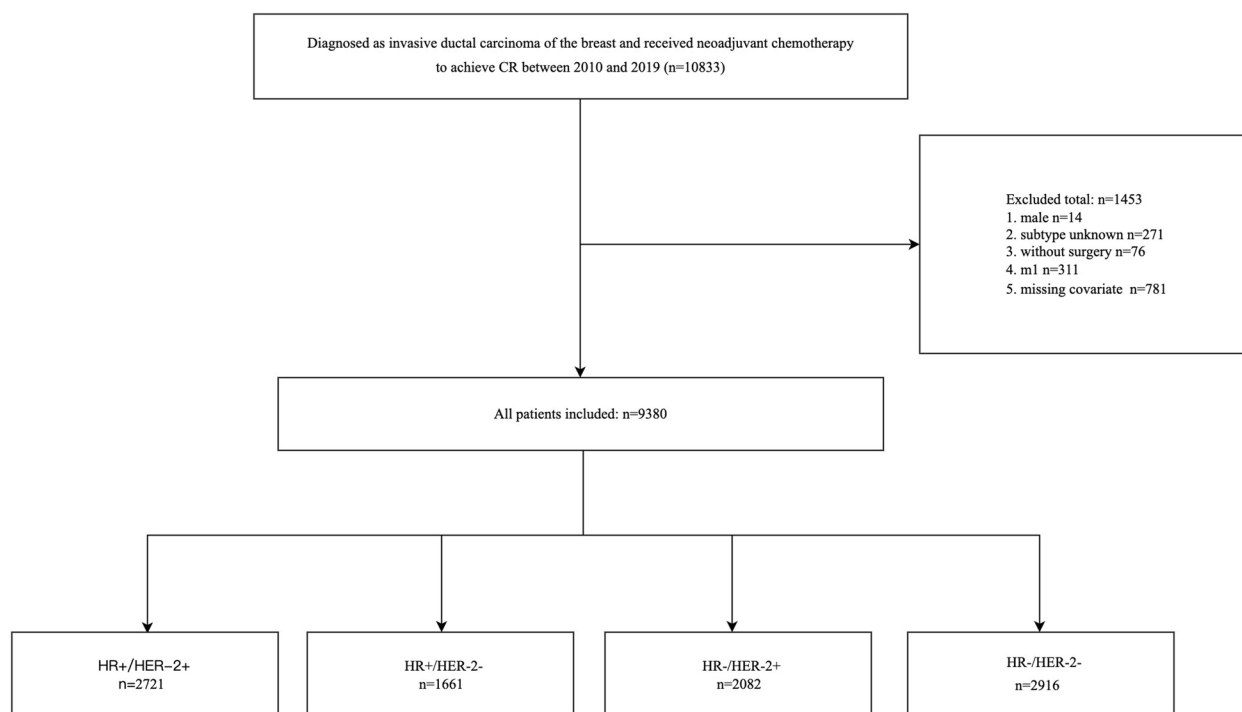 Diagnosed as invasive ductal carcinoma of the breast and received neoadjuvant chemotherapy
to achieve CR between 2010 and 2019 (n=10833)
Excluded total: n=1453
1. male n=14
2. subtype unknown n=271
3. without surgery n=76
4. m1 n=311
5. missing covariate  n=781
All patients included: n=9380
HR+/HER-2+
n=2721
HR+/HER-2-
n=1661
HR-/HER-2+
n=2082
HR-/HER-2-
n=2916